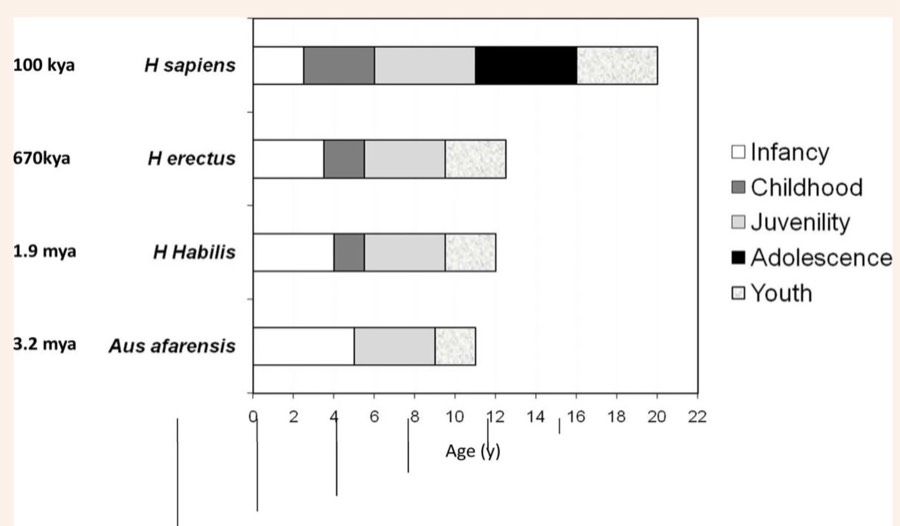 100 kya H sapiens
670kya H erectus
1.9 mya H Habilis
3.2 mya Aus afarensis
Infancy
Childhood
Juvenility
Adolescence
Youth
0 2 4 6 8 10 12 14 16 18 20 22
Age (y)